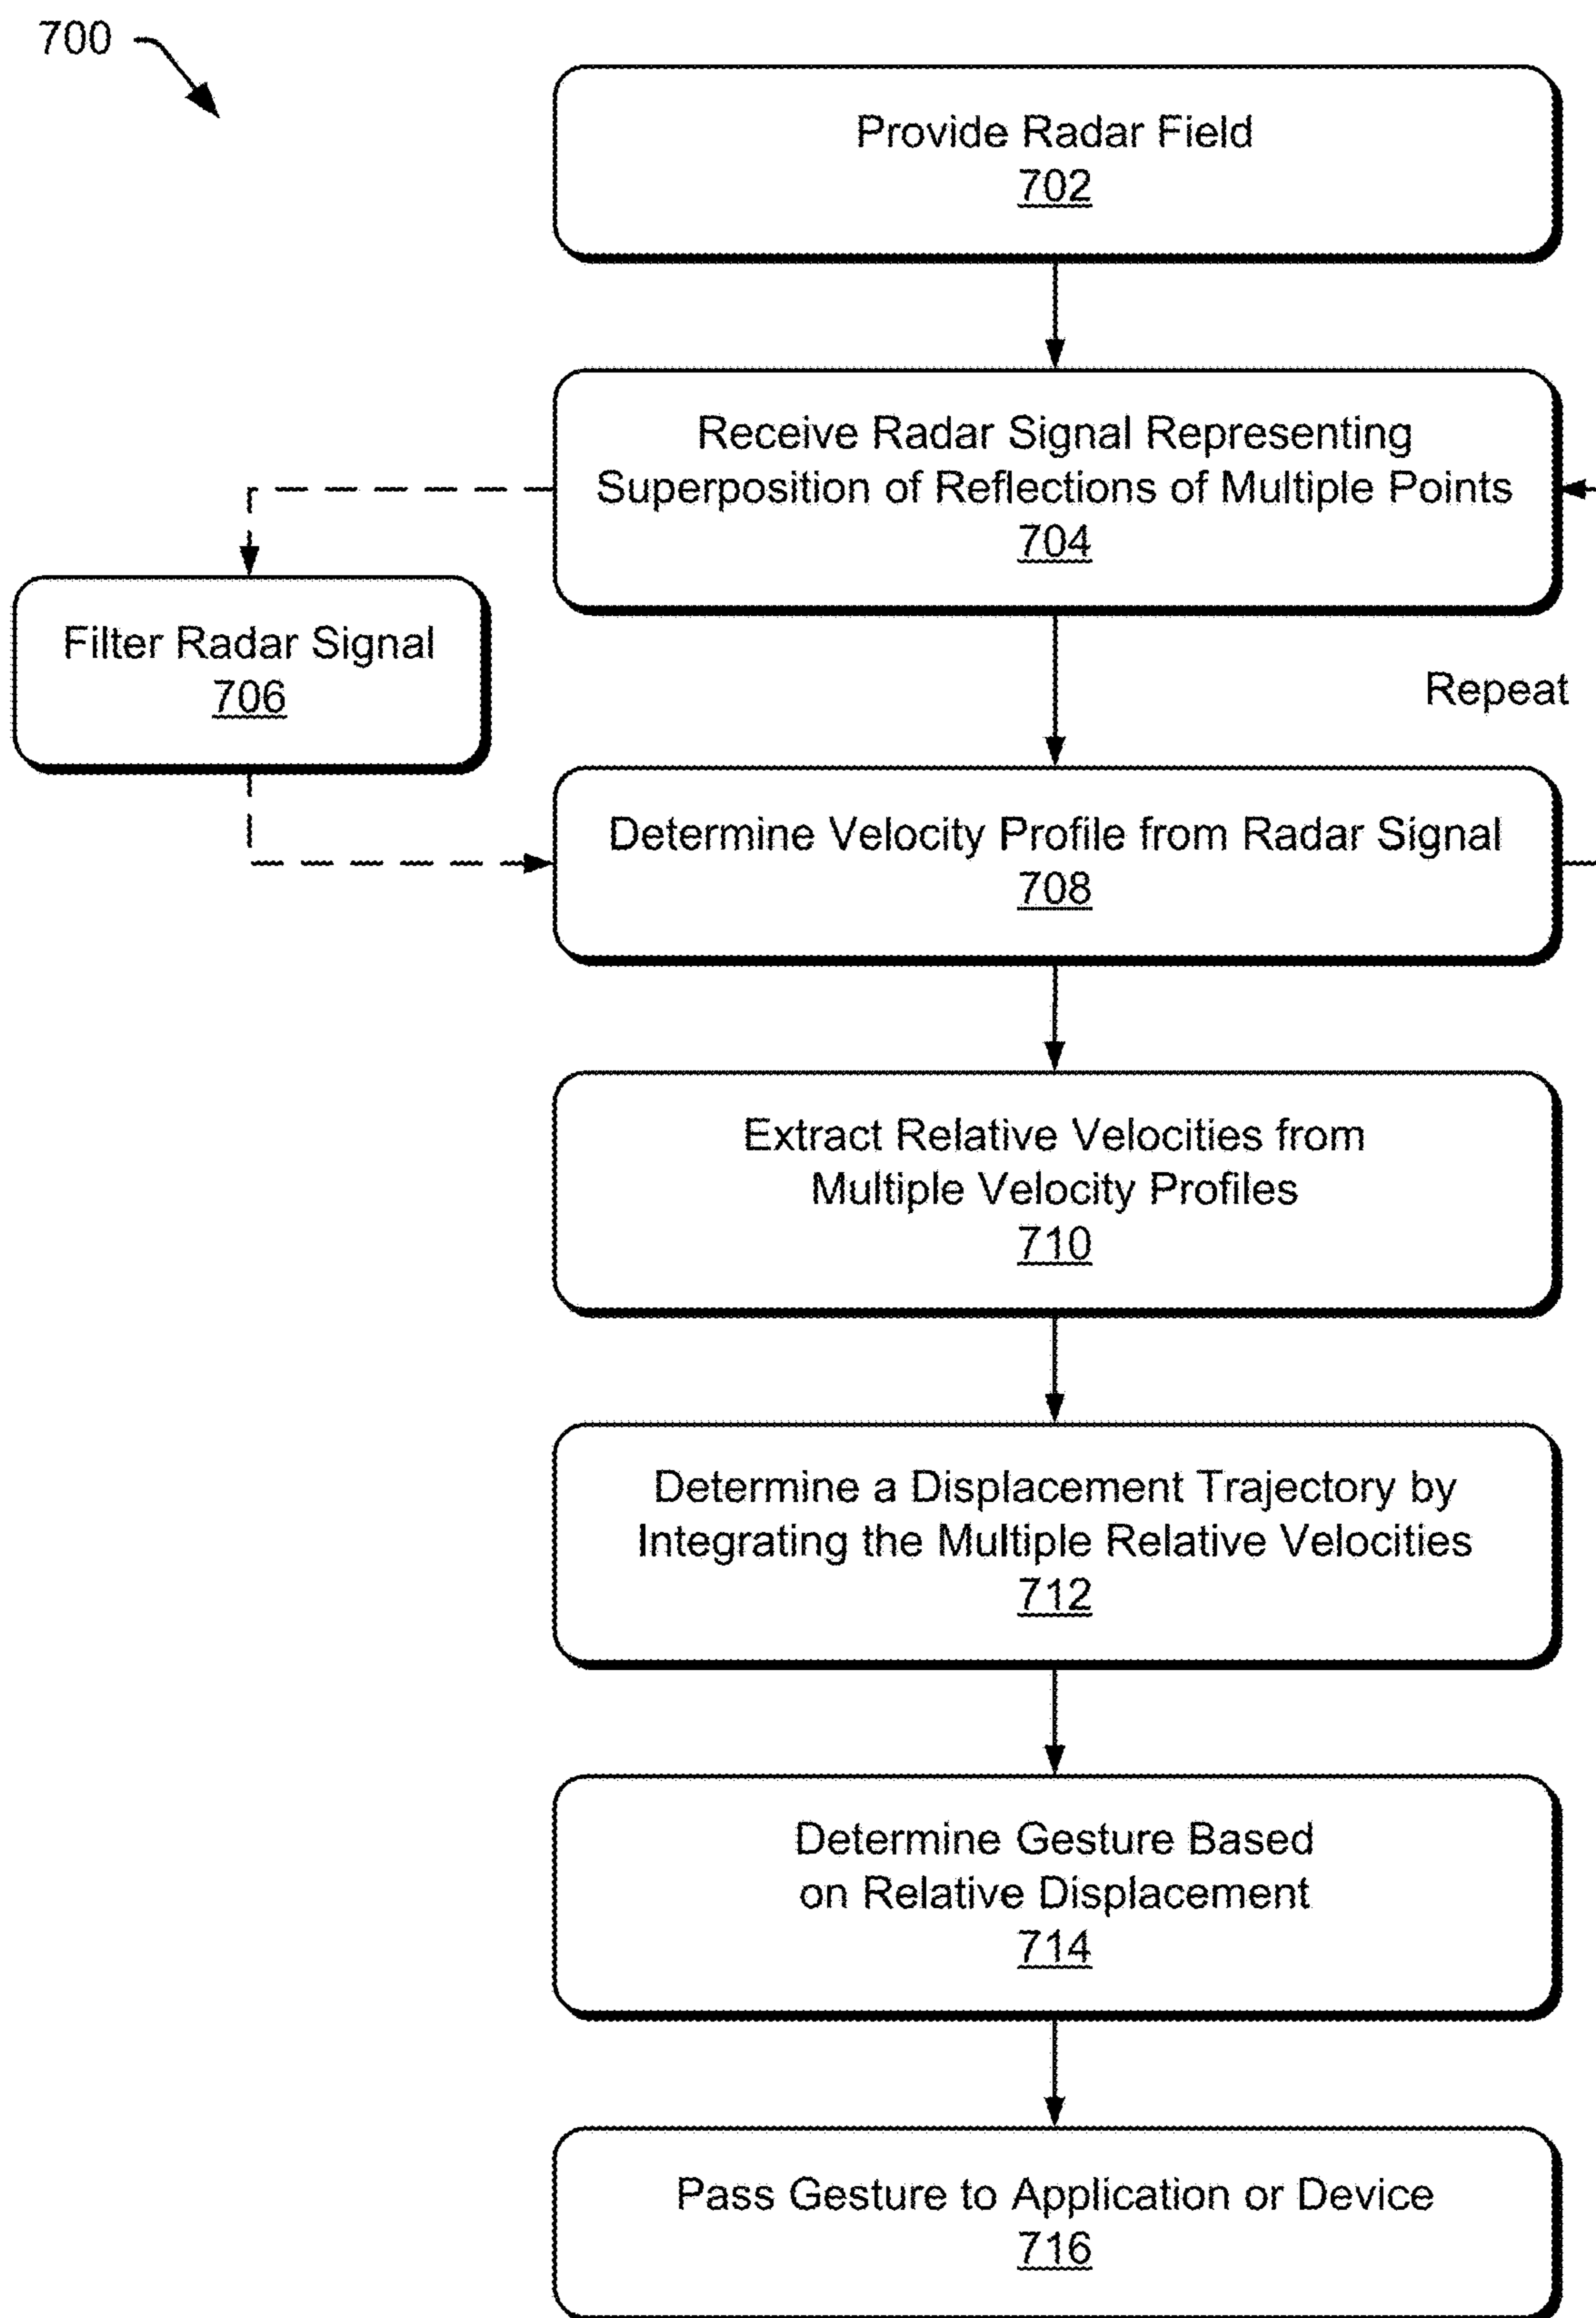 700
Provide Radar Field
702
Receive Radar Signal Representing
Superposition of Reflections of Multiple Points
704
Filter Radar Signal
706
Repeat
Determine Velocity Profile from Radar Signal
708
Extract Relative Velocities from
Multiple Velocity Profiles
710
Determine a Displacement Trajectory by
Integrating the Multiple Relative Velocities
712
Determine Gesture Based
on Relative Displacement
714
Pass Gesture to Application or Device
716